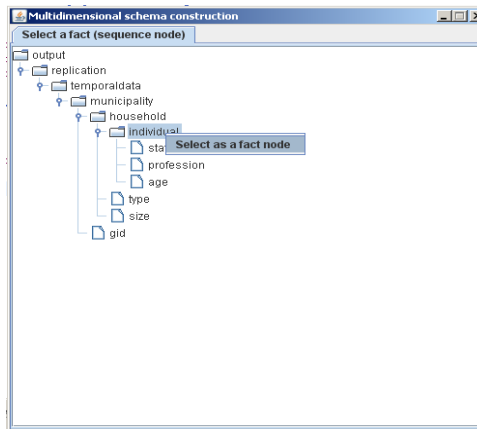 Multidimensional schema construction
Select a fact (sequence node)
output
replication
temporaldata
municipality
household
individual
Select as a fact node
profession
age
type
size
gid